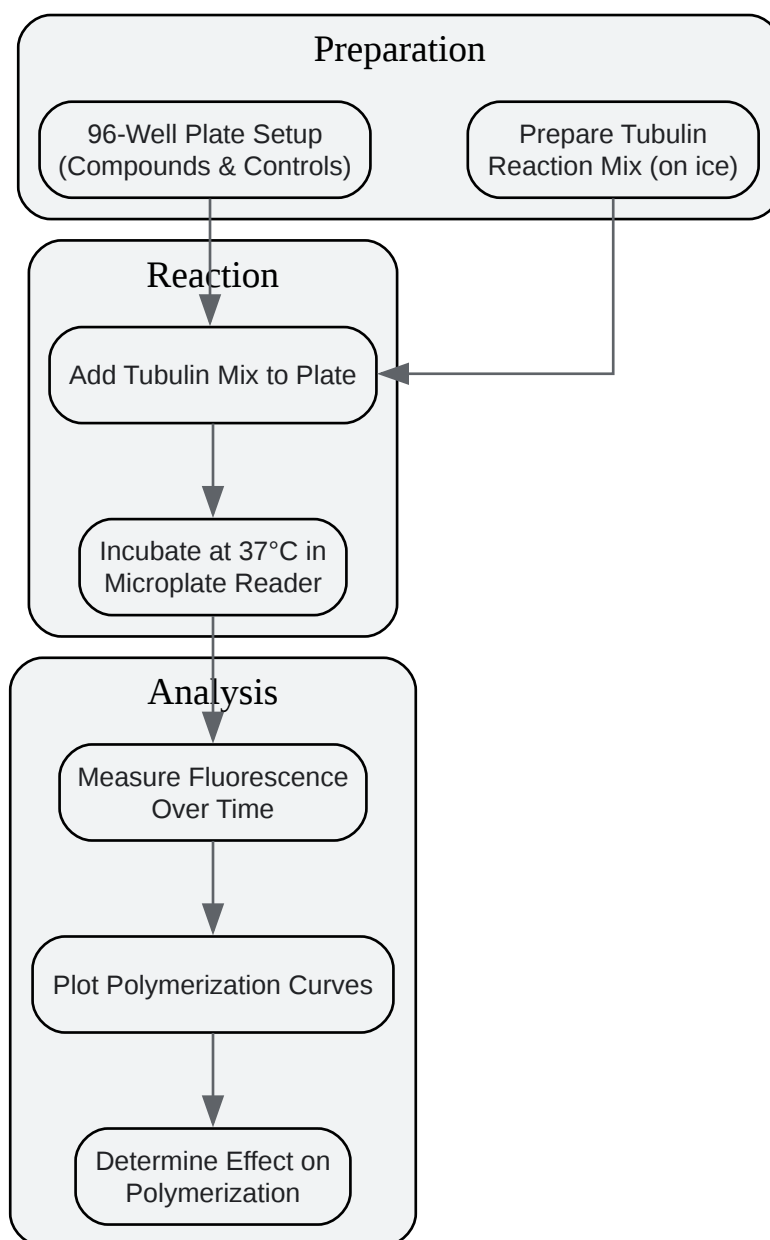 Preparation
96-Well Plate Setup
(Compounds & Controls)
Prepare Tubulin
Reaction Mix (on ice)
Reaction
Add Tubulin Mix to Plate
Incubate at 37°C in
Microplate Reader
Analysis
Measure Fluorescence
Over Time
Plot Polymerization Curves
Determine Effect on
Polymerization